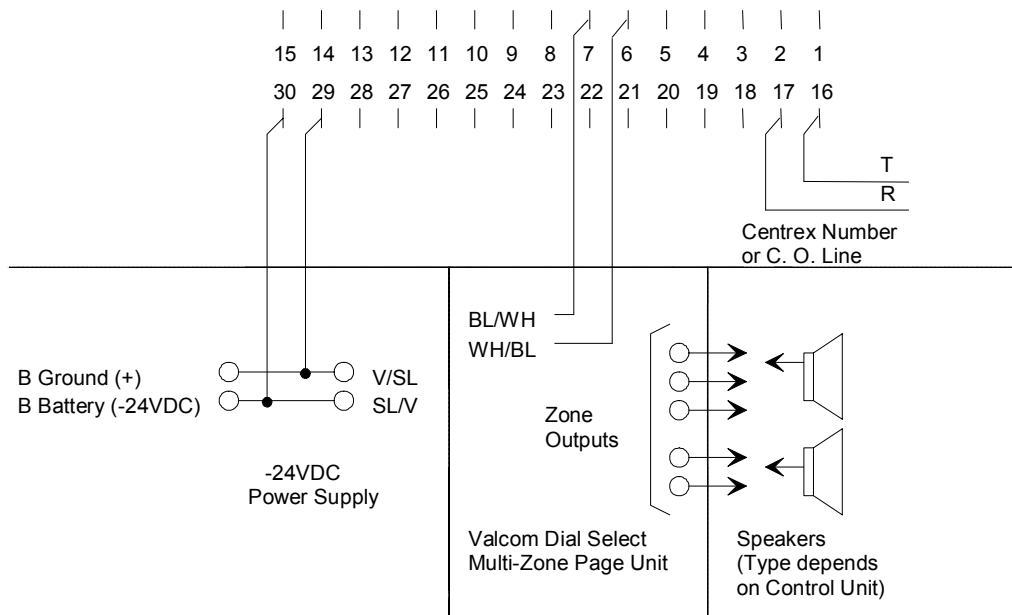 15 14 13 12 11 10 9 8 7 6 5 4 3 2 1
30 29 28 27 26 25 24 23 22 21 20 19 18 17 16
T
R
Centrex Number
or C. O. Line
BL/WH
WH/BL
B Ground (+)
V/SL
B Battery (-24VDC)
SL/V
-24VDC
Power Supply
Zone
Outputs
Valcom Dial Select
Multi-Zone Page Unit
Speakers
(Type depends
on Control Unit)